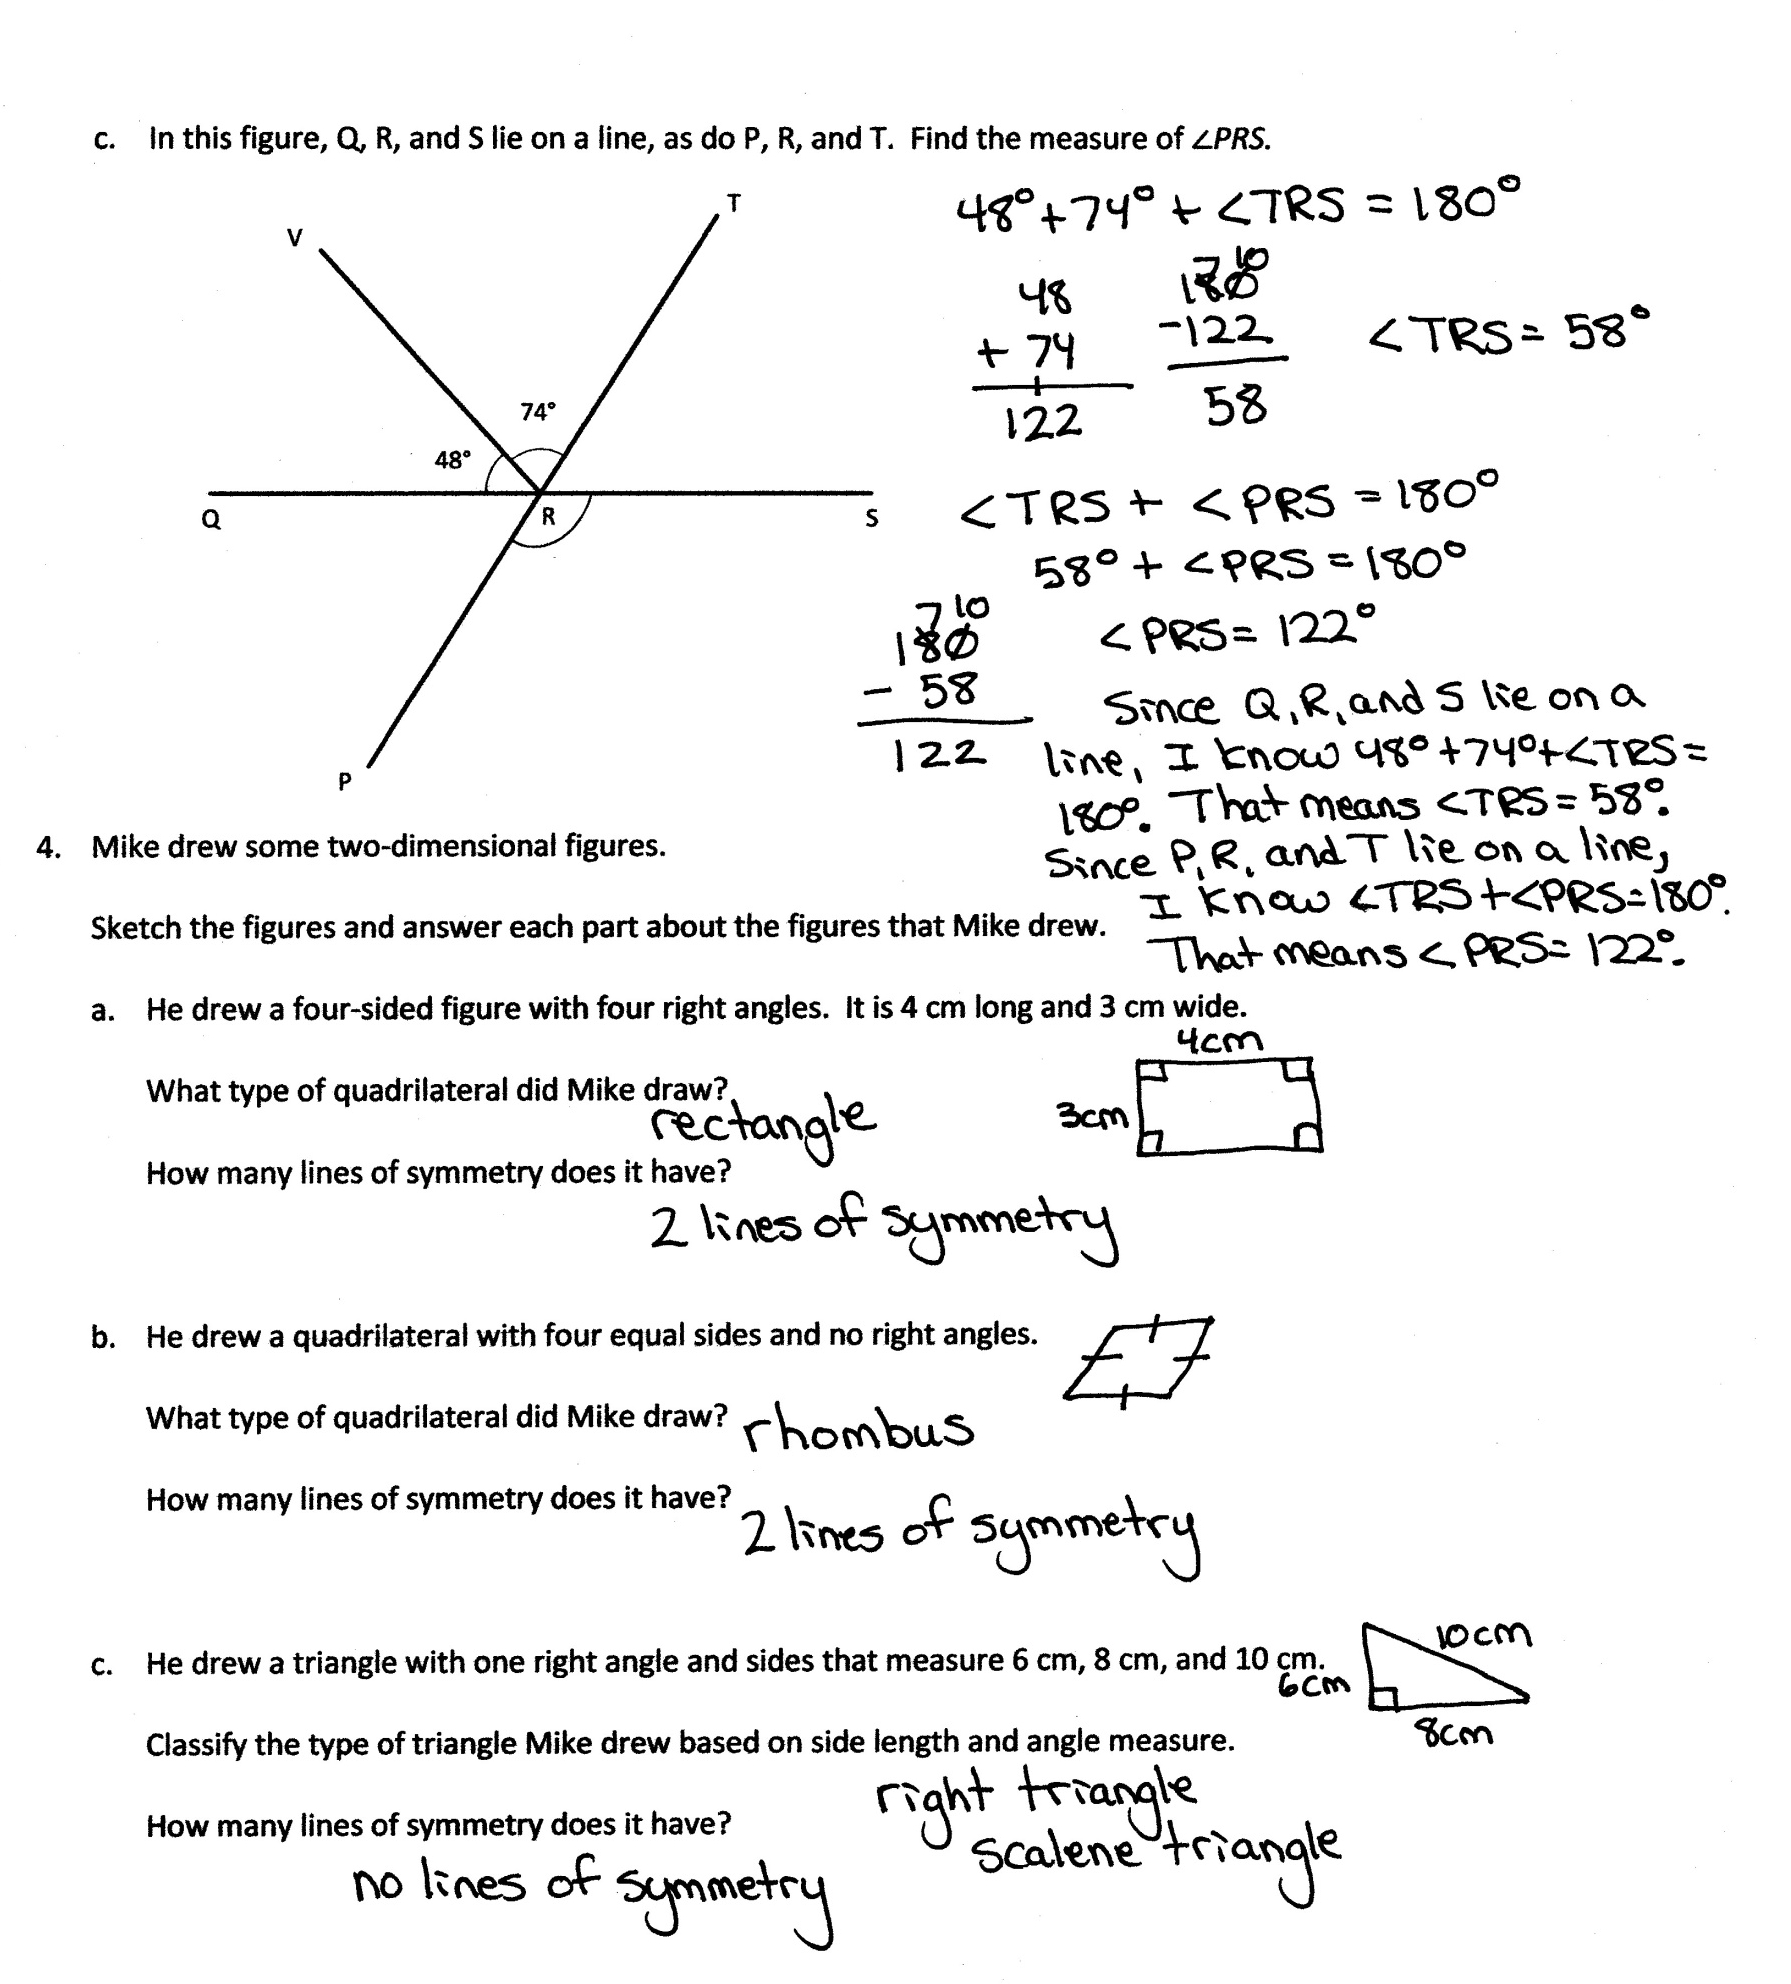 c. In this figure, Q, R, and S lie on a line, as do P, R, and T. Find the measure of ∠PRS.
T
V
74°
48°
Q
R
S
P
48°+74° + <TRS = 180°
48
+ 74
1
122
7 10
180
-122
58
<TRS = 58°
<TRS + <PRS = 180°
58° + <PRS = 180°
7 10
180
- 58
122
<PRS = 122°
Since Q, R, and S lie on a
line, I know 48°+74°+<TRS =
180°. That means <TRS = 58°.
Since P, R, and T lie on a line,
I know <TRS+<PRS=180°.
That means <PRS= 122°.
4. Mike drew some two-dimensional figures.
Sketch the figures and answer each part about the figures that Mike drew.
a. He drew a four-sided figure with four right angles. It is 4 cm long and 3 cm wide.
4cm
3cm
What type of quadrilateral did Mike draw?
rectangle
How many lines of symmetry does it have?
2 lines of symmetry
b. He drew a quadrilateral with four equal sides and no right angles.
What type of quadrilateral did Mike draw? rhombus
How many lines of symmetry does it have?
2 lines of symmetry
c. He drew a triangle with one right angle and sides that measure 6 cm, 8 cm, and 10 cm.
10cm
6cm
8cm
Classify the type of triangle Mike drew based on side length and angle measure.
right triangle
scalene triangle
How many lines of symmetry does it have?
no lines of symmetry